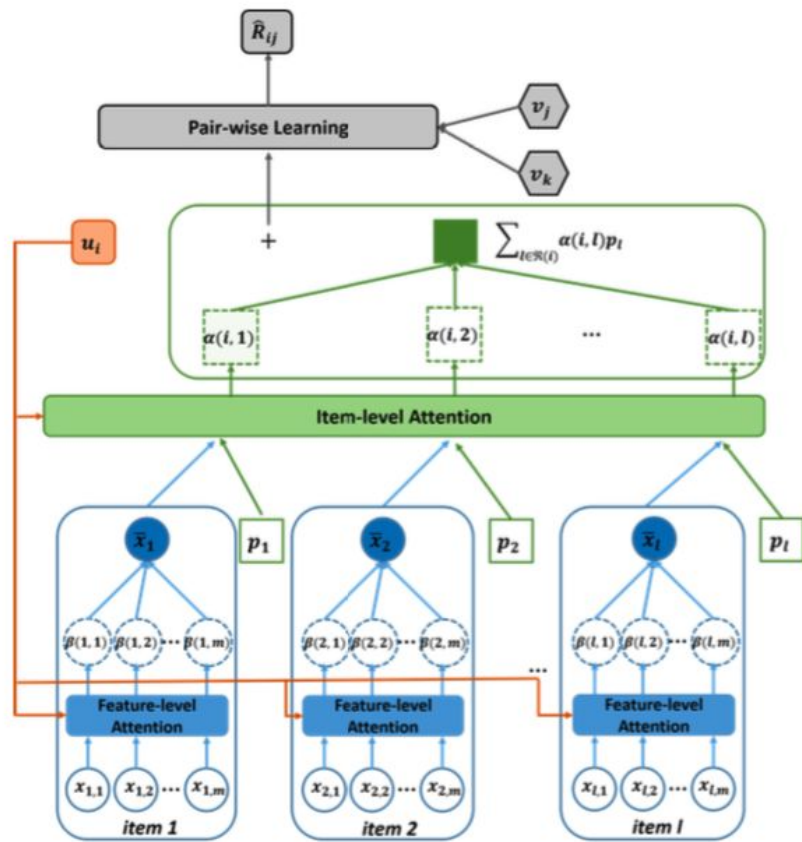 R̂ᵢⱼ
Pair-wise Learning
vⱼ
vₖ
uᵢ
+
∑_{l∈ℜ(i)} α(i,l)pₗ
α(i,1) α(i,2) ... α(i,l)
Item-level Attention
x̄₁ p₁ x̄₂ p₂ x̄ₗ pₗ
β(1,1) β(1,2) ... β(1,m) β(2,1) β(2,2) ... β(2,m) β(l,1) β(l,2) ... β(l,m)
...
Feature-level Attention Feature-level Attention Feature-level Attention
x₁,₁ x₁,₂ ... x₁,ₘ x₂,₁ x₂,₂ ... x₂,ₘ xₗ,₁ xₗ,₂ ... xₗ,ₘ
item 1 item 2 item l